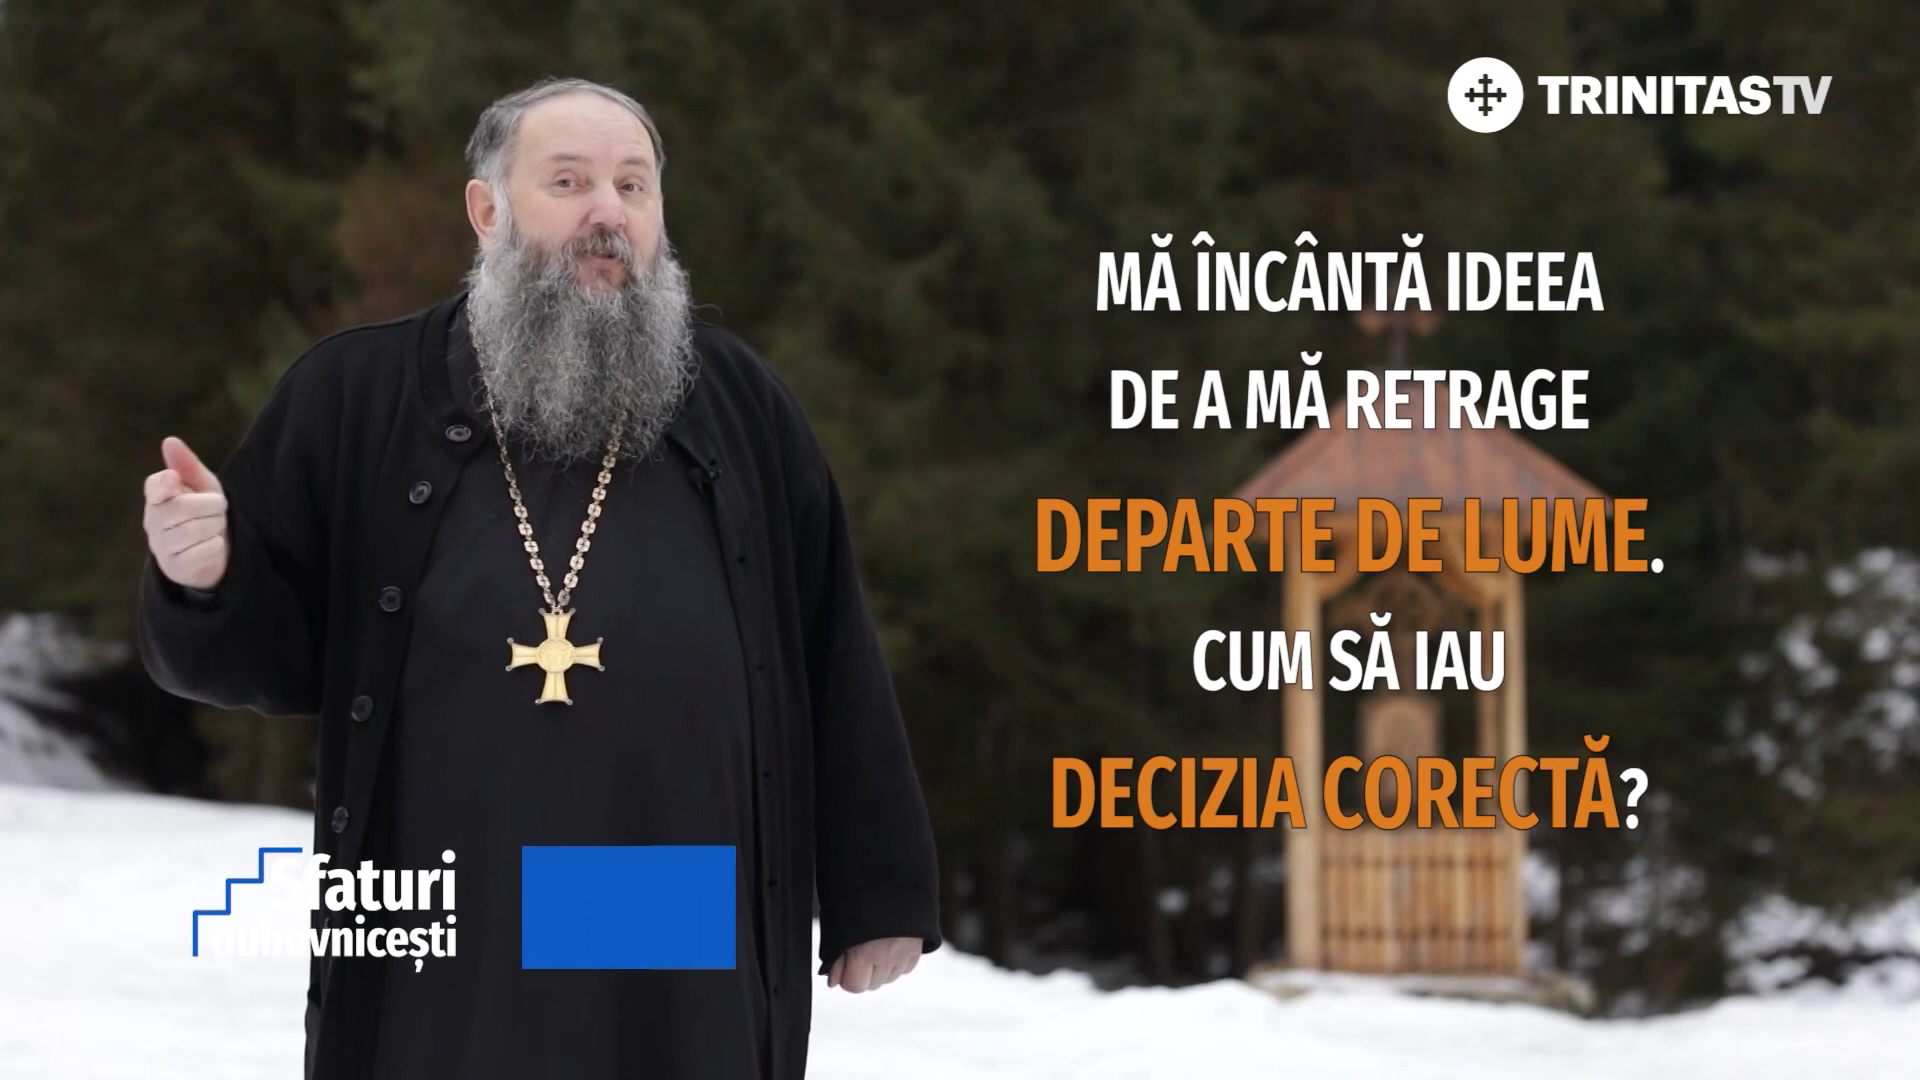 TRINITASTV
MĂ ÎNCÂNTĂ IDEEA
DE A MĂ RETRAGE
DEPARTE DE LUME.
CUM SĂ IAU
DECIZIA CORECTĂ?
Sfaturi
duhovnicești